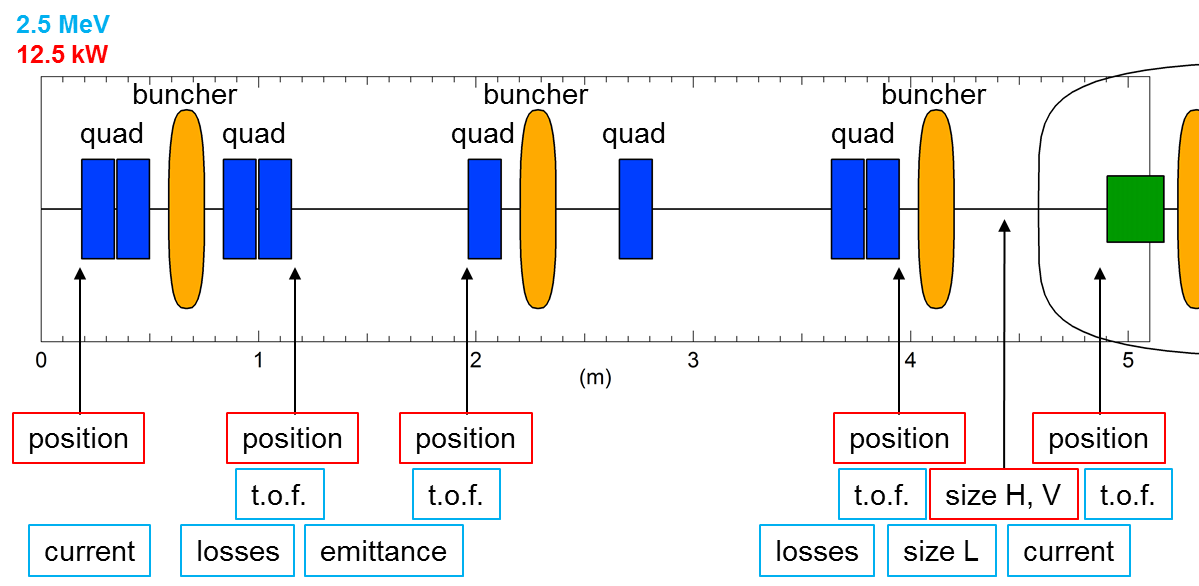 2.5 MeV
12.5 kW
buncher buncher buncher
quad quad quad quad quad
0 1 2 3 4 5
(m)
position position position position position
t.o.f. t.o.f. t.o.f. size H, V t.o.f.
current losses emittance losses size L current